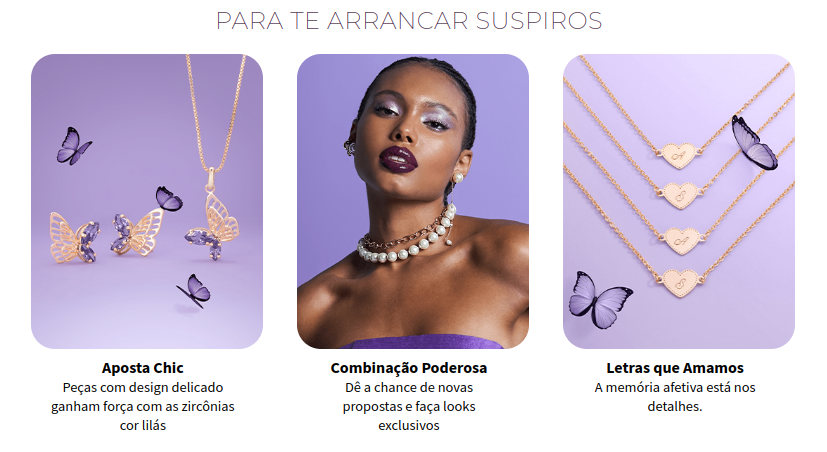 PARA TE ARRANCAR SUSPIROS
Aposta Chic
Peças com design delicado
ganham força com as zircônias
cor lilás
Combinação Poderosa
Dê a chance de novas
propostas e faça looks
exclusivos
Letras que Amamos
A memória afetiva está nos
detalhes.